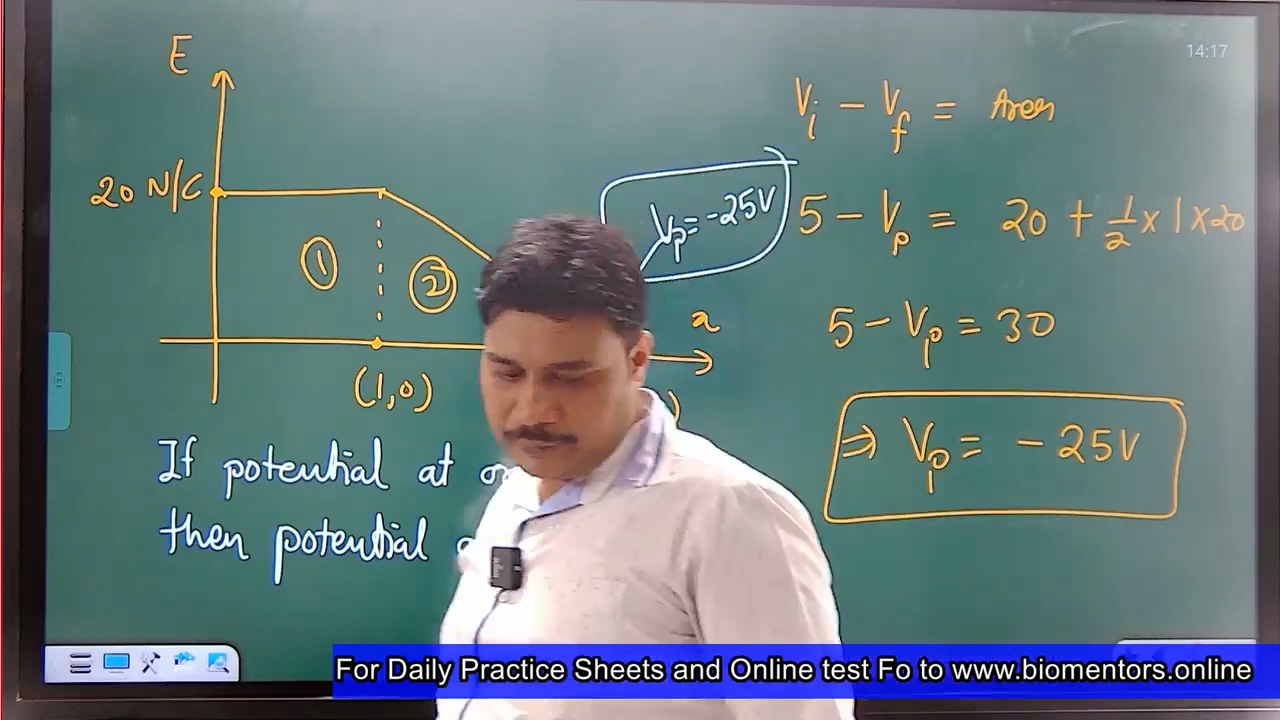 E
14:17
20 N/C
①
②
x
(1,0)
)
If potential at
then potential
Vp = -25V
Vi - Vf = Area
5 - Vp = 20 + 1/2 × 1 × 20
5 - Vp = 30
⇒ Vp = -25V
For Daily Practice Sheets and Online test Fo to www.biomentors.online